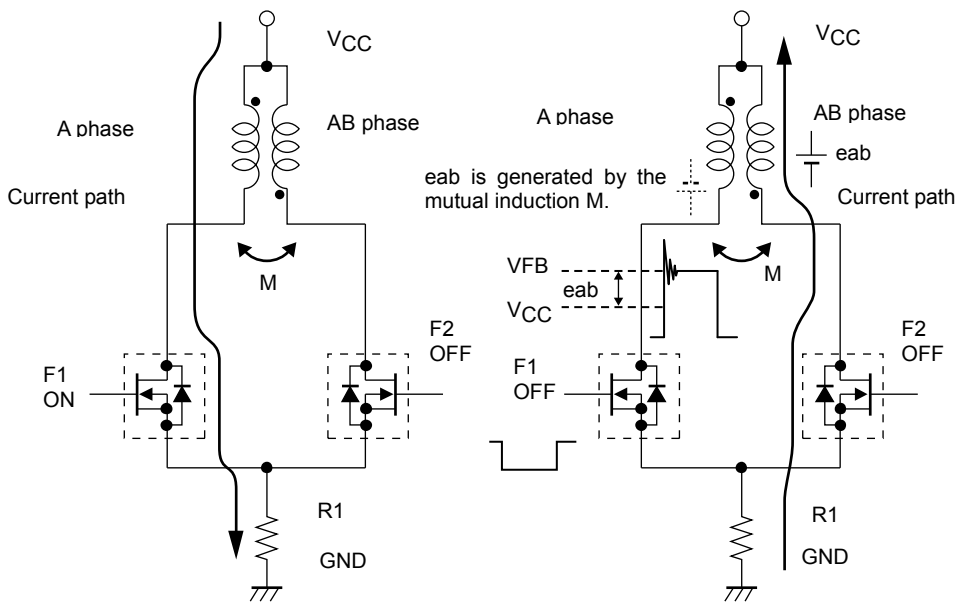 VCC
A phase
AB phase
Current path
M
F1
ON
F2
OFF
R1
GND
VCC
A phase
AB phase
eab
eab is generated by the
mutual induction M.
Current path
M
VFB
eab
VCC
F1
OFF
F2
OFF
R1
GND